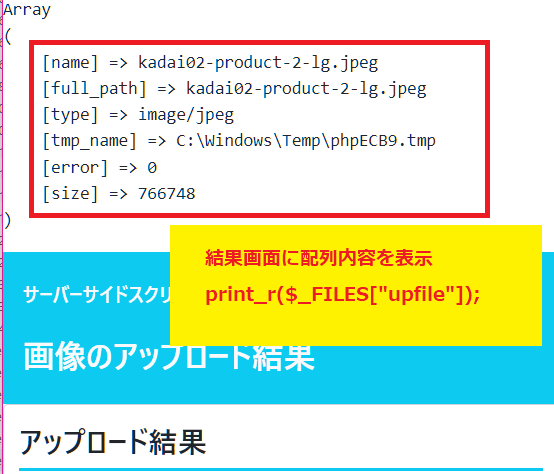 Array
(
[name] => kadai02-product-2-lg.jpeg
[full_path] => kadai02-product-2-lg.jpeg
[type] => image/jpeg
[tmp_name] => C:\Windows\Temp\phpECB9.tmp
[error] => 0
[size] => 766748
)
結果画面に配列内容を表示
print_r($_FILES["upfile"]);
サーバーサイドスクリ
画像のアップロード結果
アップロード結果